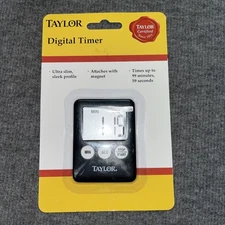 TAYLOR
TAYLOR
Certified
Digital Timer
• Ultra slim,
sleek profile
• Attaches with
magnet
• Times up to
99 minutes,
59 seconds
MIN
TAYLOR